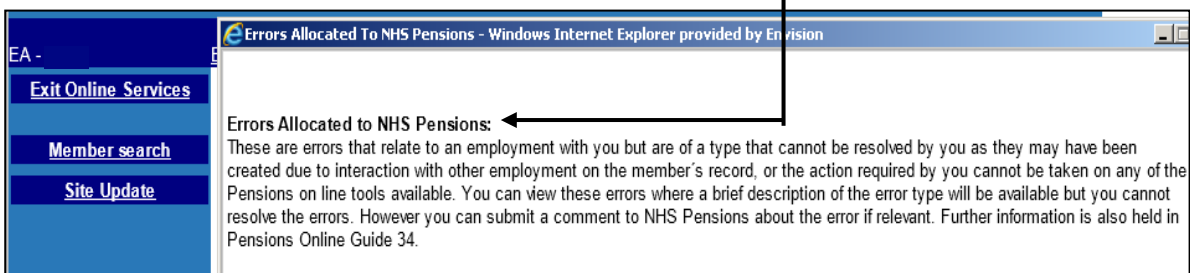 Errors Allocated To NHS Pensions - Windows Internet Explorer provided by Envision
EA -
Exit Online Services
Member search
Site Update
Errors Allocated to NHS Pensions:
These are errors that relate to an employment with you but are of a type that cannot be resolved by you as they may have been
created due to interaction with other employment on the member´s record, or the action required by you cannot be taken on any of the
Pensions on line tools available. You can view these errors where a brief description of the error type will be available but you cannot
resolve the errors. However you can submit a comment to NHS Pensions about the error if relevant. Further information is also held in
Pensions Online Guide 34.